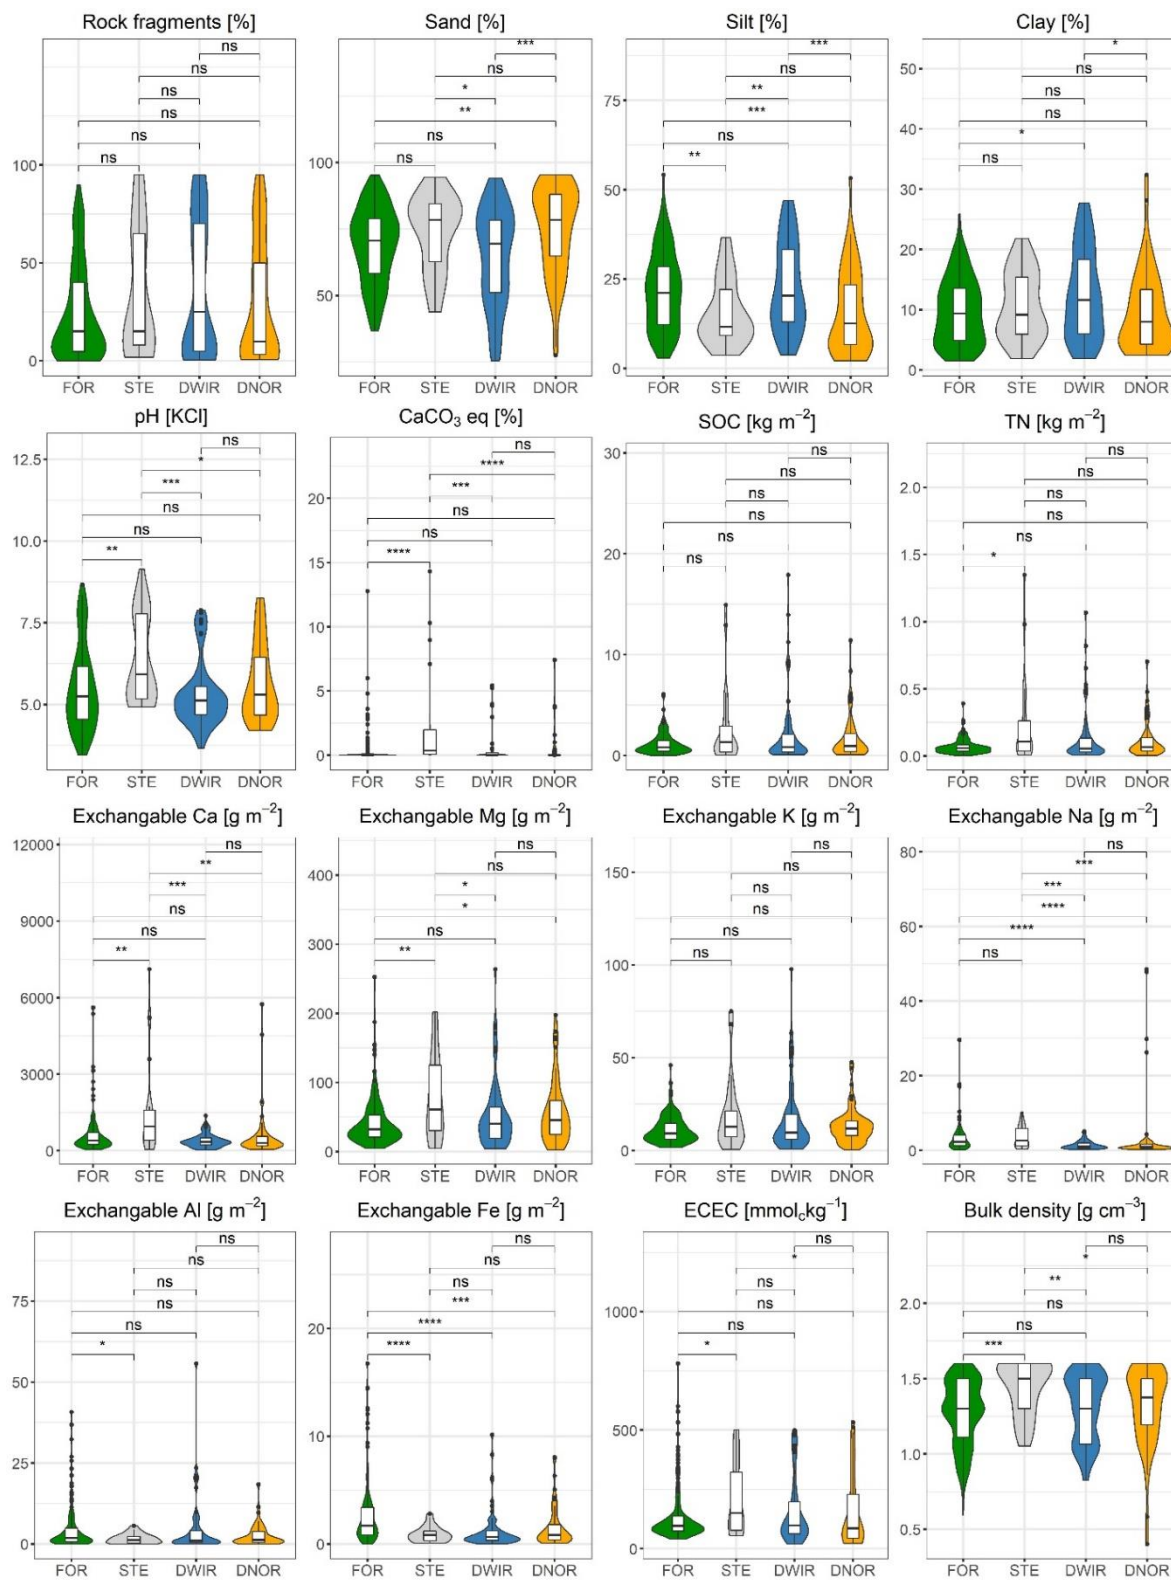 Rock fragments [%]
ns
ns
ns
ns
ns
ns
100
50
0
FOR STE DWIR DNOR
Sand [%]
***
ns
*
**
ns
ns
100
50
FOR STE DWIR DNOR
Silt [%]
***
ns
**
***
ns
**
75
50
25
0
FOR STE DWIR DNOR
Clay [%]
*
ns
ns
ns
*
ns
50
40
30
20
10
0
FOR STE DWIR DNOR
pH [KCl]
ns
*
***
ns
ns
**
12.5
10.0
7.5
5.0
FOR STE DWIR DNOR
CaCO₃ eq [%]
ns
****
***
ns
ns
****
20
15
10
5
0
FOR STE DWIR DNOR
SOC [kg m⁻²]
ns
ns
ns
ns
ns
ns
30
20
10
0
FOR STE DWIR DNOR
TN [kg m⁻²]
ns
ns
ns
ns
ns
*
2.0
1.5
1.0
0.5
0.0
FOR STE DWIR DNOR
Exchangable Ca [g m⁻²]
ns
**
***
ns
ns
**
12000
9000
6000
3000
0
FOR STE DWIR DNOR
Exchangable Mg [g m⁻²]
ns
ns
*
*
ns
**
400
300
200
100
0
FOR STE DWIR DNOR
Exchangable K [g m⁻²]
ns
ns
ns
ns
ns
ns
150
100
50
0
FOR STE DWIR DNOR
Exchangable Na [g m⁻²]
ns
***
***
****
****
ns
80
60
40
20
0
FOR STE DWIR DNOR
Exchangable Al [g m⁻²]
ns
ns
ns
ns
ns
*
75
50
25
0
FOR STE DWIR DNOR
Exchangable Fe [g m⁻²]
ns
ns
ns
***
****
****
20
10
0
FOR STE DWIR DNOR
ECEC [mmol꜀kg⁻¹]
ns
*
ns
ns
ns
*
1000
500
0
FOR STE DWIR DNOR
Bulk density [g cm⁻³]
ns
*
**
ns
ns
***
2.0
1.5
1.0
0.5
FOR STE DWIR DNOR